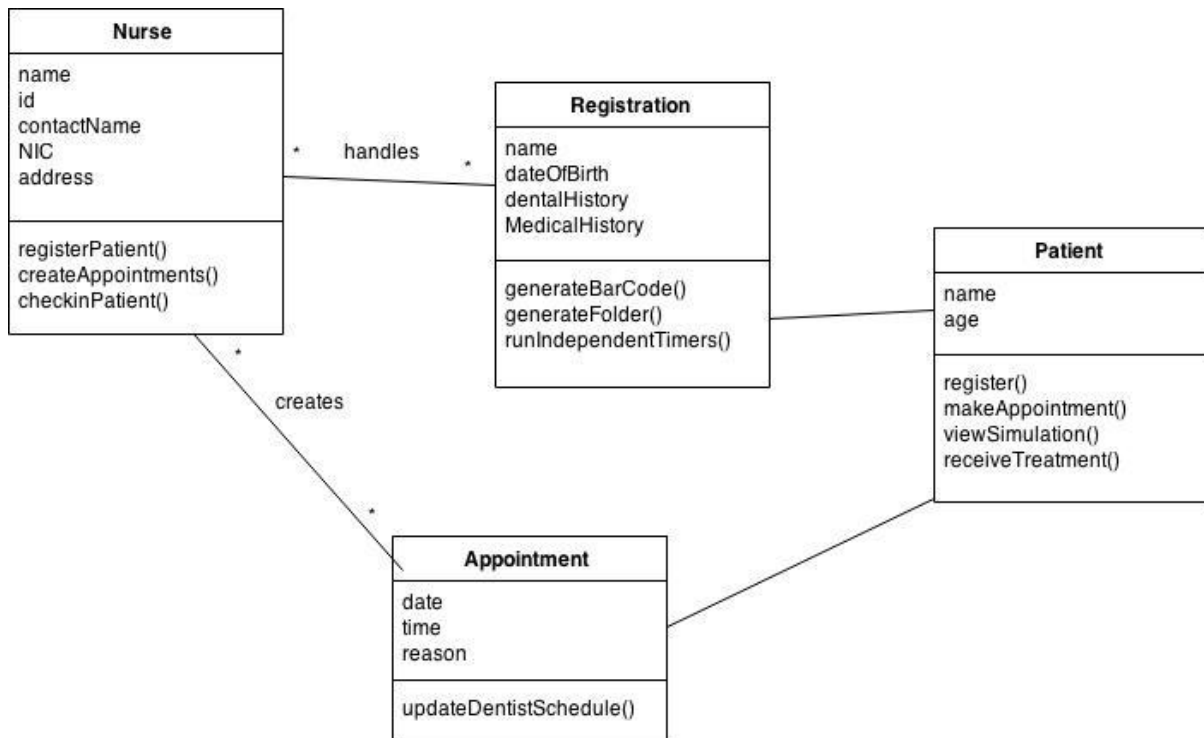 Nurse
name
id
contactName
NIC
address
registerPatient()
createAppointments()
checkinPatient()
* handles *
Registration
name
dateOfBirth
dentalHistory
MedicalHistory
generateBarCode()
generateFolder()
runIndependentTimers()
Patient
name
age
register()
makeAppointment()
viewSimulation()
receiveTreatment()
*
creates
*
Appointment
date
time
reason
updateDentistSchedule()